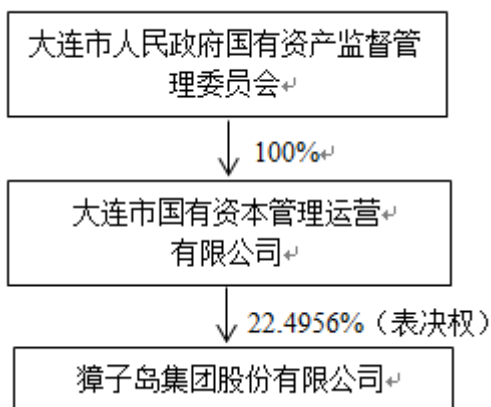 大连市人民政府国有资产监督管
理委员会↵
100%↵
大连市国有资本管理运营↵
有限公司↵
22.4956%（表决权）
獐子岛集团股份有限公司↵